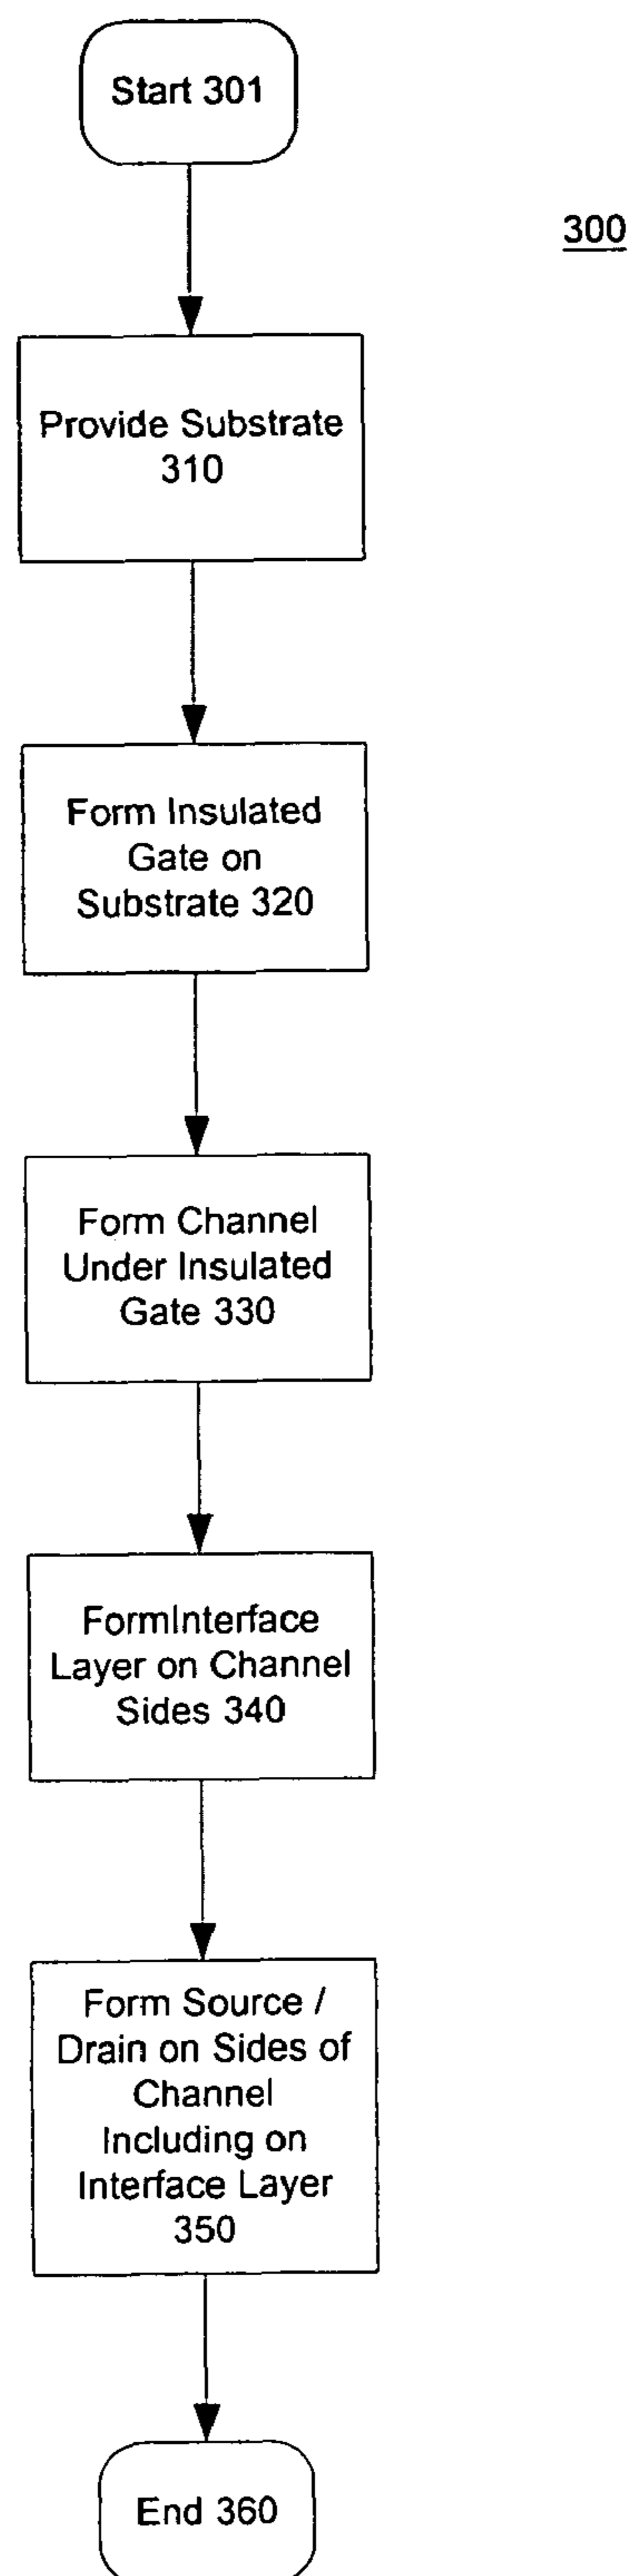 Start 301
300
Provide Substrate
310
Form Insulated
Gate on
Substrate 320
Form Channel
Under Insulated
Gate 330
FormInterface
Layer on Channel
Sides 340
Form Source /
Drain on Sides of
Channel
Including on
Interface Layer
350
End 360